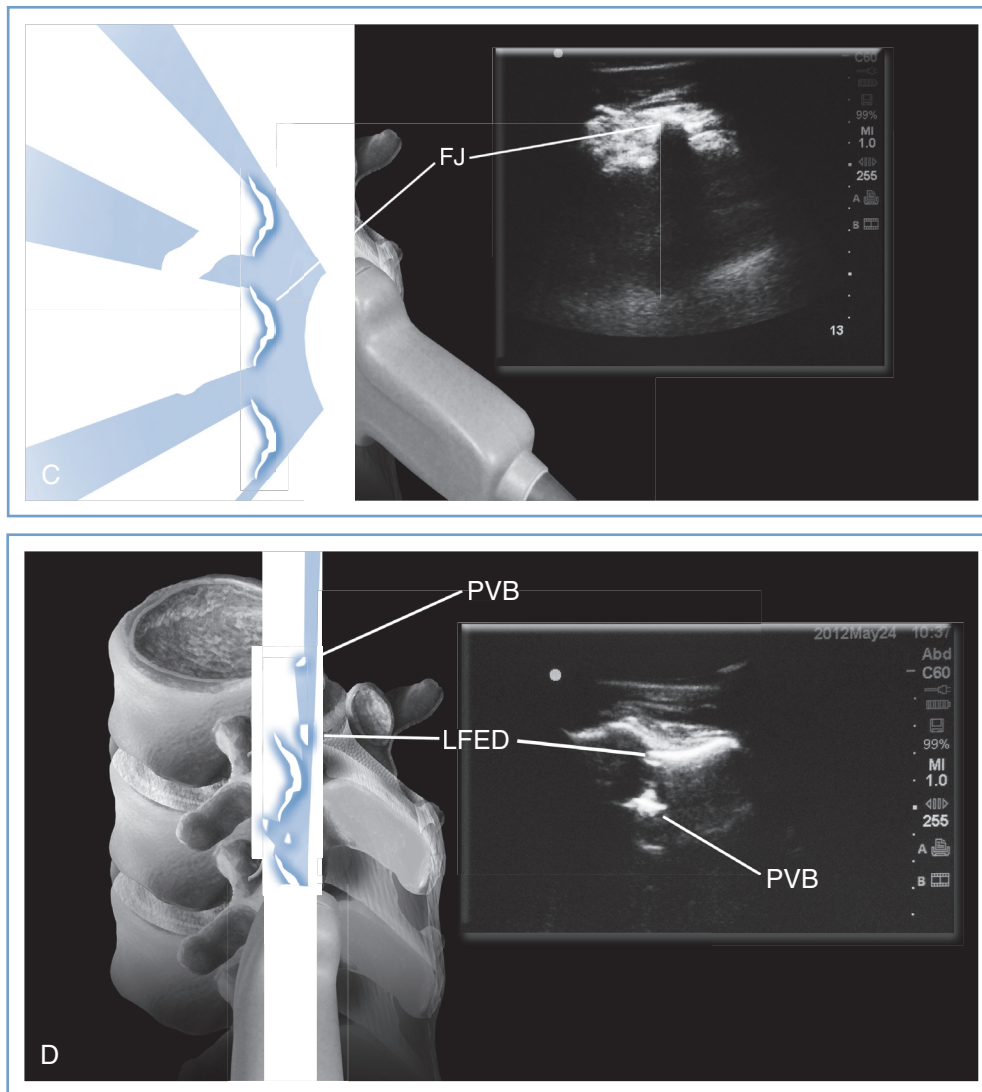 C60
99%
MI
1.0
FJ
255
A
B
13
C
PVB
2012May24 10:37
Abd
C60
LFED
99%
MI
1.0
255
A
PVB
B
D